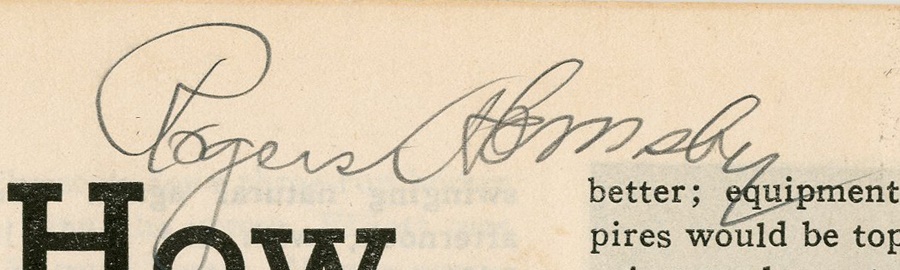 Rogers Hornsby
How
better; equipment
pires would be top